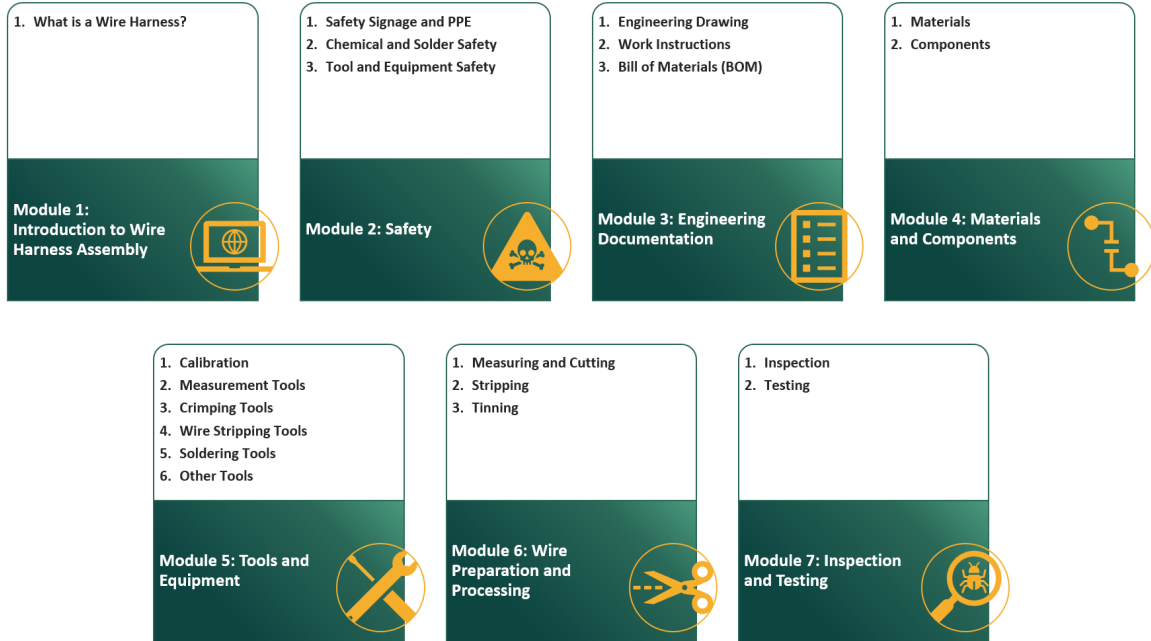 1. What is a Wire Harness?
Module 1:
Introduction to Wire
Harness Assembly
1. Safety Signage and PPE
2. Chemical and Solder Safety
3. Tool and Equipment Safety
Module 2: Safety
1. Engineering Drawing
2. Work Instructions
3. Bill of Materials (BOM)
Module 3: Engineering
Documentation
1. Materials
2. Components
Module 4: Materials
and Components
1. Calibration
2. Measurement Tools
3. Crimping Tools
4. Wire Stripping Tools
5. Soldering Tools
6. Other Tools
Module 5: Tools and
Equipment
1. Measuring and Cutting
2. Stripping
3. Tinning
Module 6: Wire
Preparation and
Processing
1. Inspection
2. Testing
Module 7: Inspection
and Testing